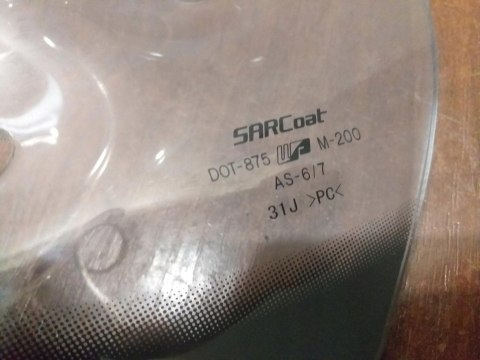 SARCoat
DOT-875 M-200
AS-6/7
31J >PC<